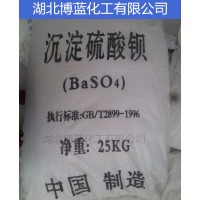 湖北博蓝化工有限公司
沉淀硫酸钡
(BaSO4)
执行标准:GB/T2899-1996
净重: 25KG
中国 制造